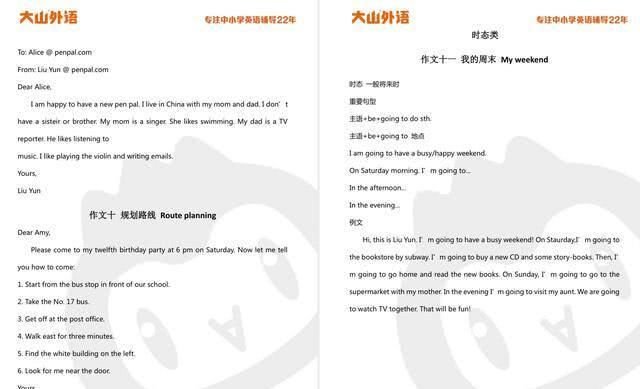 大山外语
专注中小学英语辅导22年
To: Alice @ penpal.com
From: Liu Yun @ penpal.com
Dear Alice,
I am happy to have a new pen pal. I live in China with my mom and dad. I don't
have a sisteir or brother. My mom is a singer. She likes swimming. My dad is a TV
reporter. He likes listening to
music. I like playing the violin and writing emails.
Yours,
Liu Yun
作文十 规划路线 Route planning
Dear Amy,
Please come to my twelfth birthday party at 6 pm on Saturday. Now let me tell
you how to come:
1. Start from the bus stop in front of our school.
2. Take the No. 17 bus.
3. Get off at the post office.
4. Walk east for three minutes.
5. Find the white building on the left.
6. Look for me near the door.
Yours
大山外语
专注中小学英语辅导22年
时态类
作文十一 我的周末 My weekend
时态 一般将来时
重要句型
主语+be+going to do sth.
主语+be+going to 地点
I am going to have a busy/happy weekend.
On Saturday morning. I'm going to...
In the afternoon...
In the evening...
例文
Hi, this is Liu Yun. I'm going to have a busy weekend! On Staurday,I'm going to
the bookstore by subway. I'm going to buy a new CD and some story-books. Then, I'
m going to go home and read the new books. On Sunday, I'm going to go to the
supermarket with my mother. In the evening I'm going to visit my aunt. We are going
to watch TV together. That will be fun!